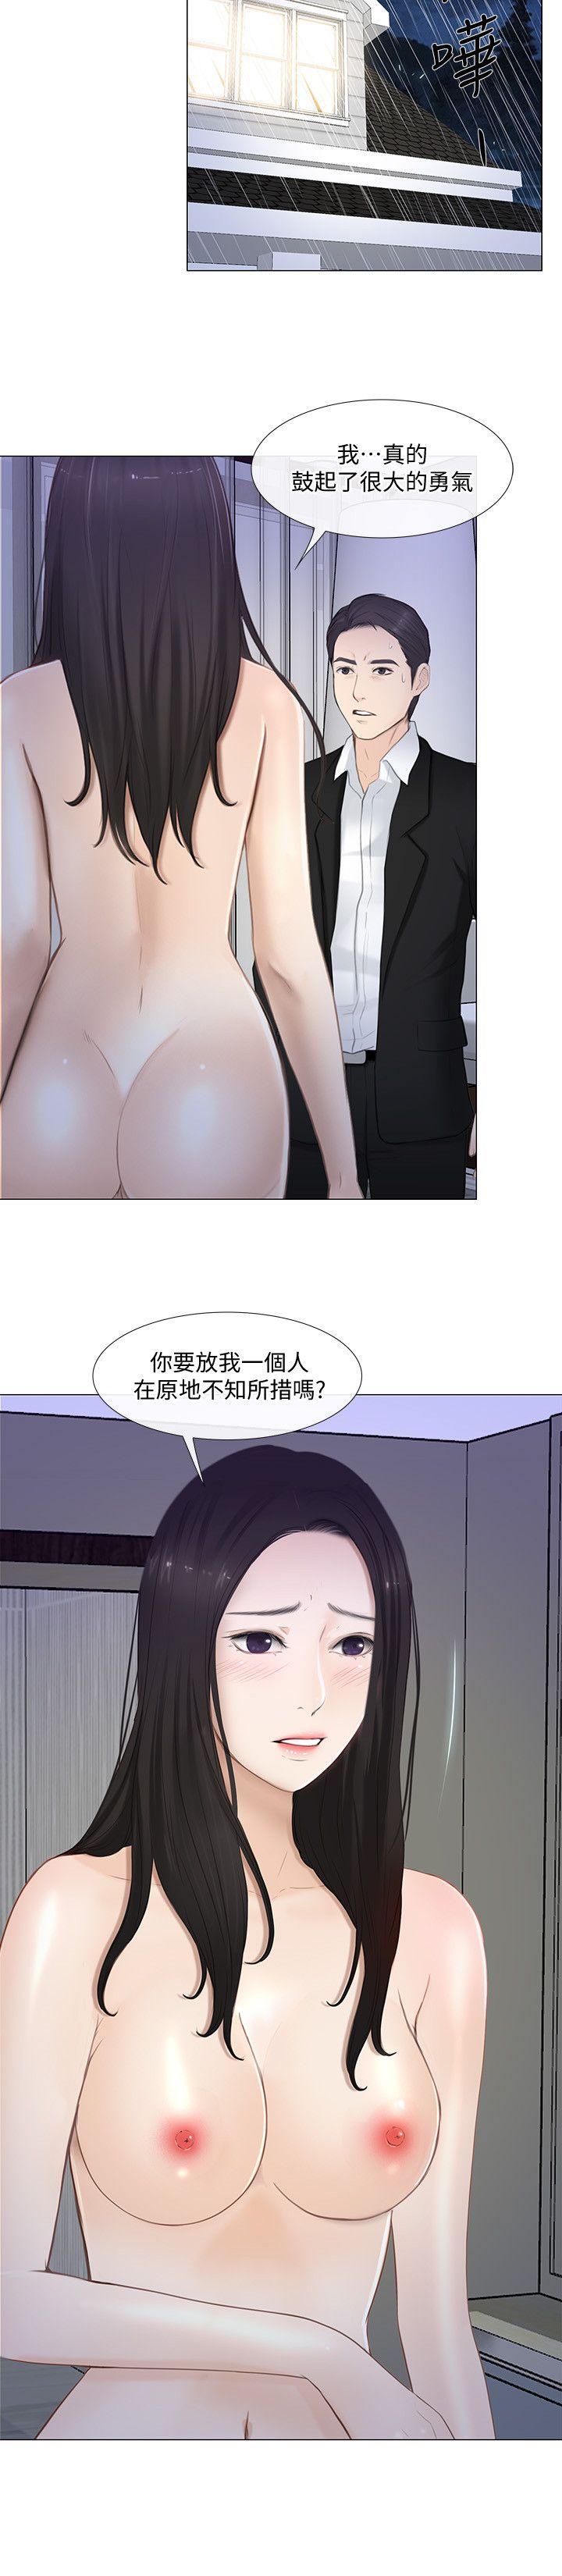 嘩
我⋯真的
鼓起了很大的勇氣
你要放我一個人
在原地不知所措嗎?